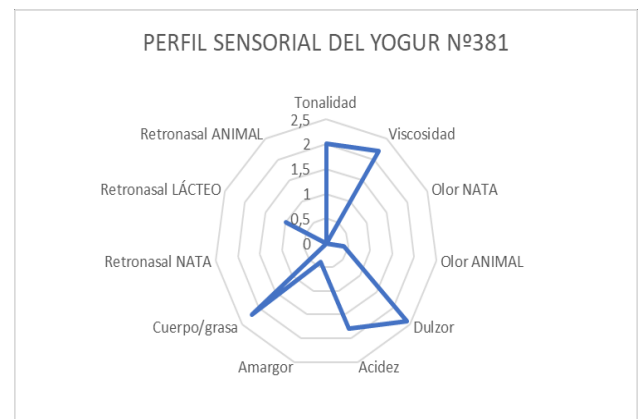 PERFIL SENSORIAL DEL YOGUR Nº381
Tonalidad
2,5
Retronasal ANIMAL
Viscosidad
2
1,5
Retronasal LÁCTEO
Olor NATA
1
0,5
Retronasal NATA
0
Olor ANIMAL
Cuerpo/grasa
Dulzor
Amargor
Acidez